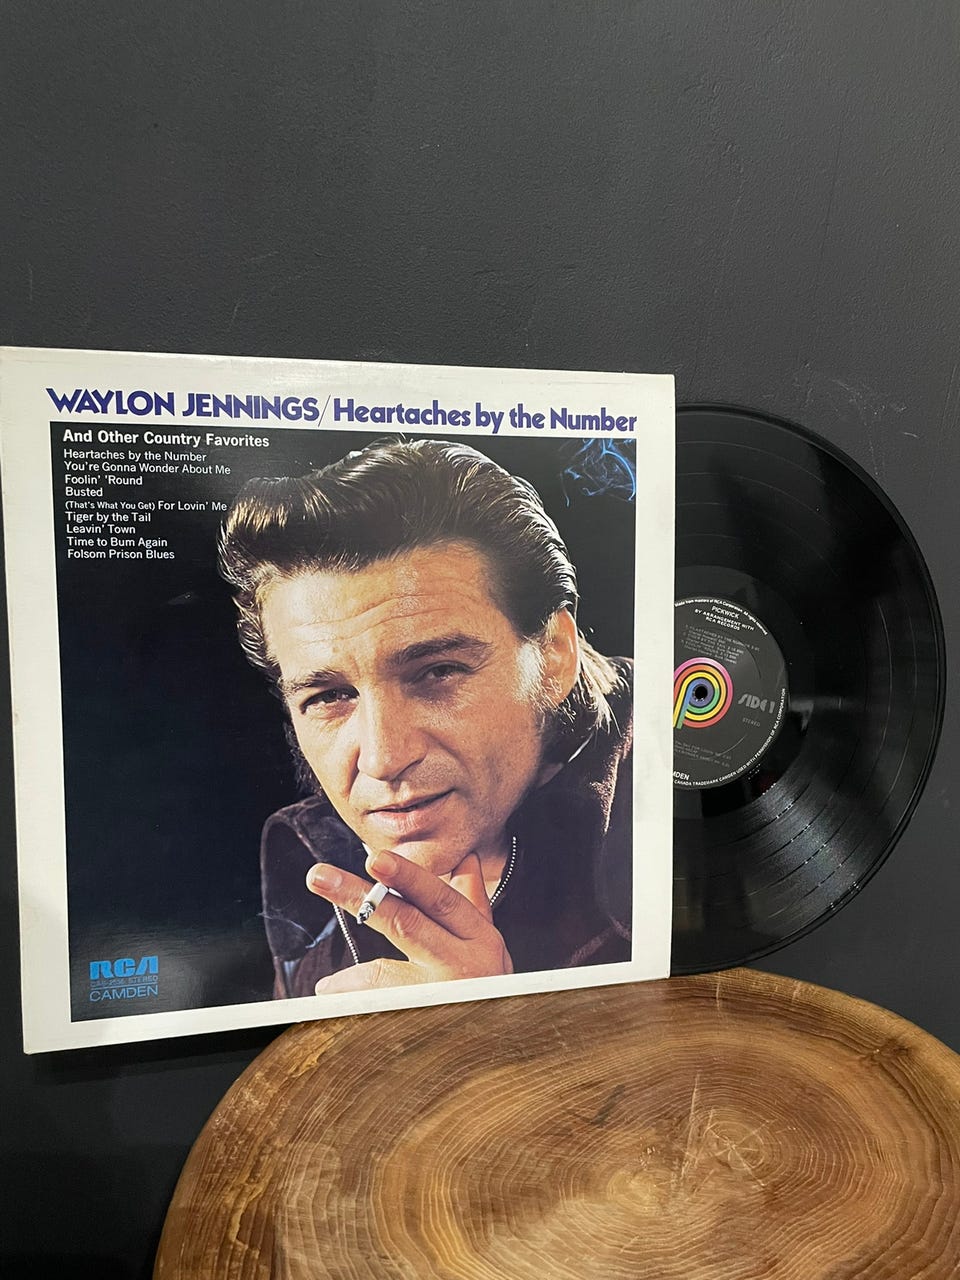 WAYLON JENNINGS/Heartaches by the Number
And Other Country Favorites
Heartaches by the Number
You're Gonna Wonder About Me
Foolin' 'Round
Busted
(That's What You Get) For Lovin' Me
Tiger by the Tail
Leavin' Town
Time to Bum Again
Folsom Prison Blues
RCA
CAS-2556 STEREO
CAMDEN
PICKWICK
BY ARRANGEMENT WITH
RCA RECORDS
SIDE 1
STEREO